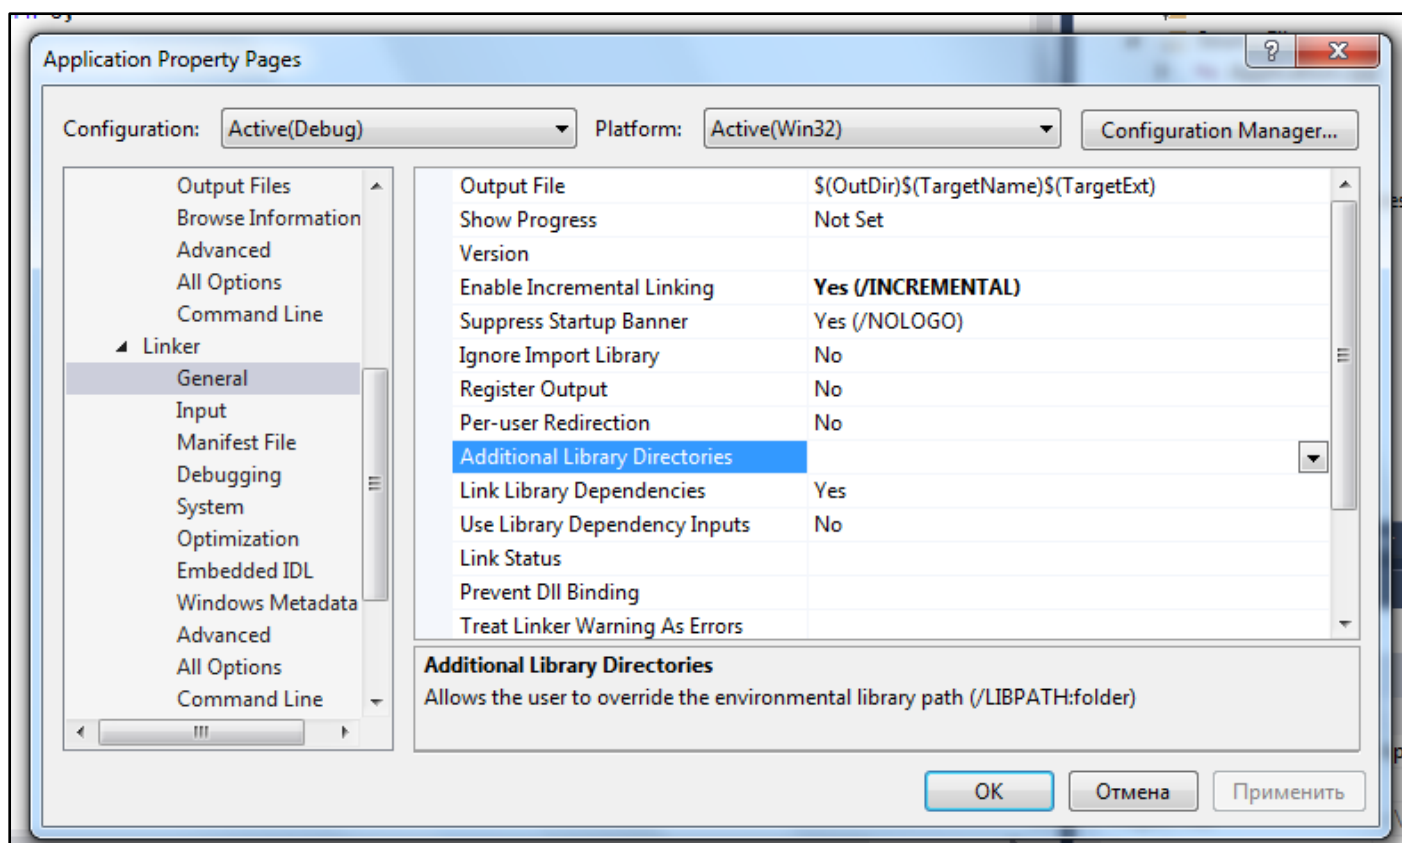 Application Property Pages
Configuration: Active(Debug) Platform: Active(Win32) Configuration Manager...
Output Files
Browse Information
Advanced
All Options
Command Line
Linker
General
Input
Manifest File
Debugging
System
Optimization
Embedded IDL
Windows Metadata
Advanced
All Options
Command Line
Output File $(OutDir)$(TargetName)$(TargetExt)
Show Progress Not Set
Version
Enable Incremental Linking Yes (/INCREMENTAL)
Suppress Startup Banner Yes (/NOLOGO)
Ignore Import Library No
Register Output No
Per-user Redirection No
Additional Library Directories
Link Library Dependencies Yes
Use Library Dependency Inputs No
Link Status
Prevent Dll Binding
Treat Linker Warning As Errors
Additional Library Directories
Allows the user to override the environmental library path (/LIBPATH:folder)
OK Отмена Применить